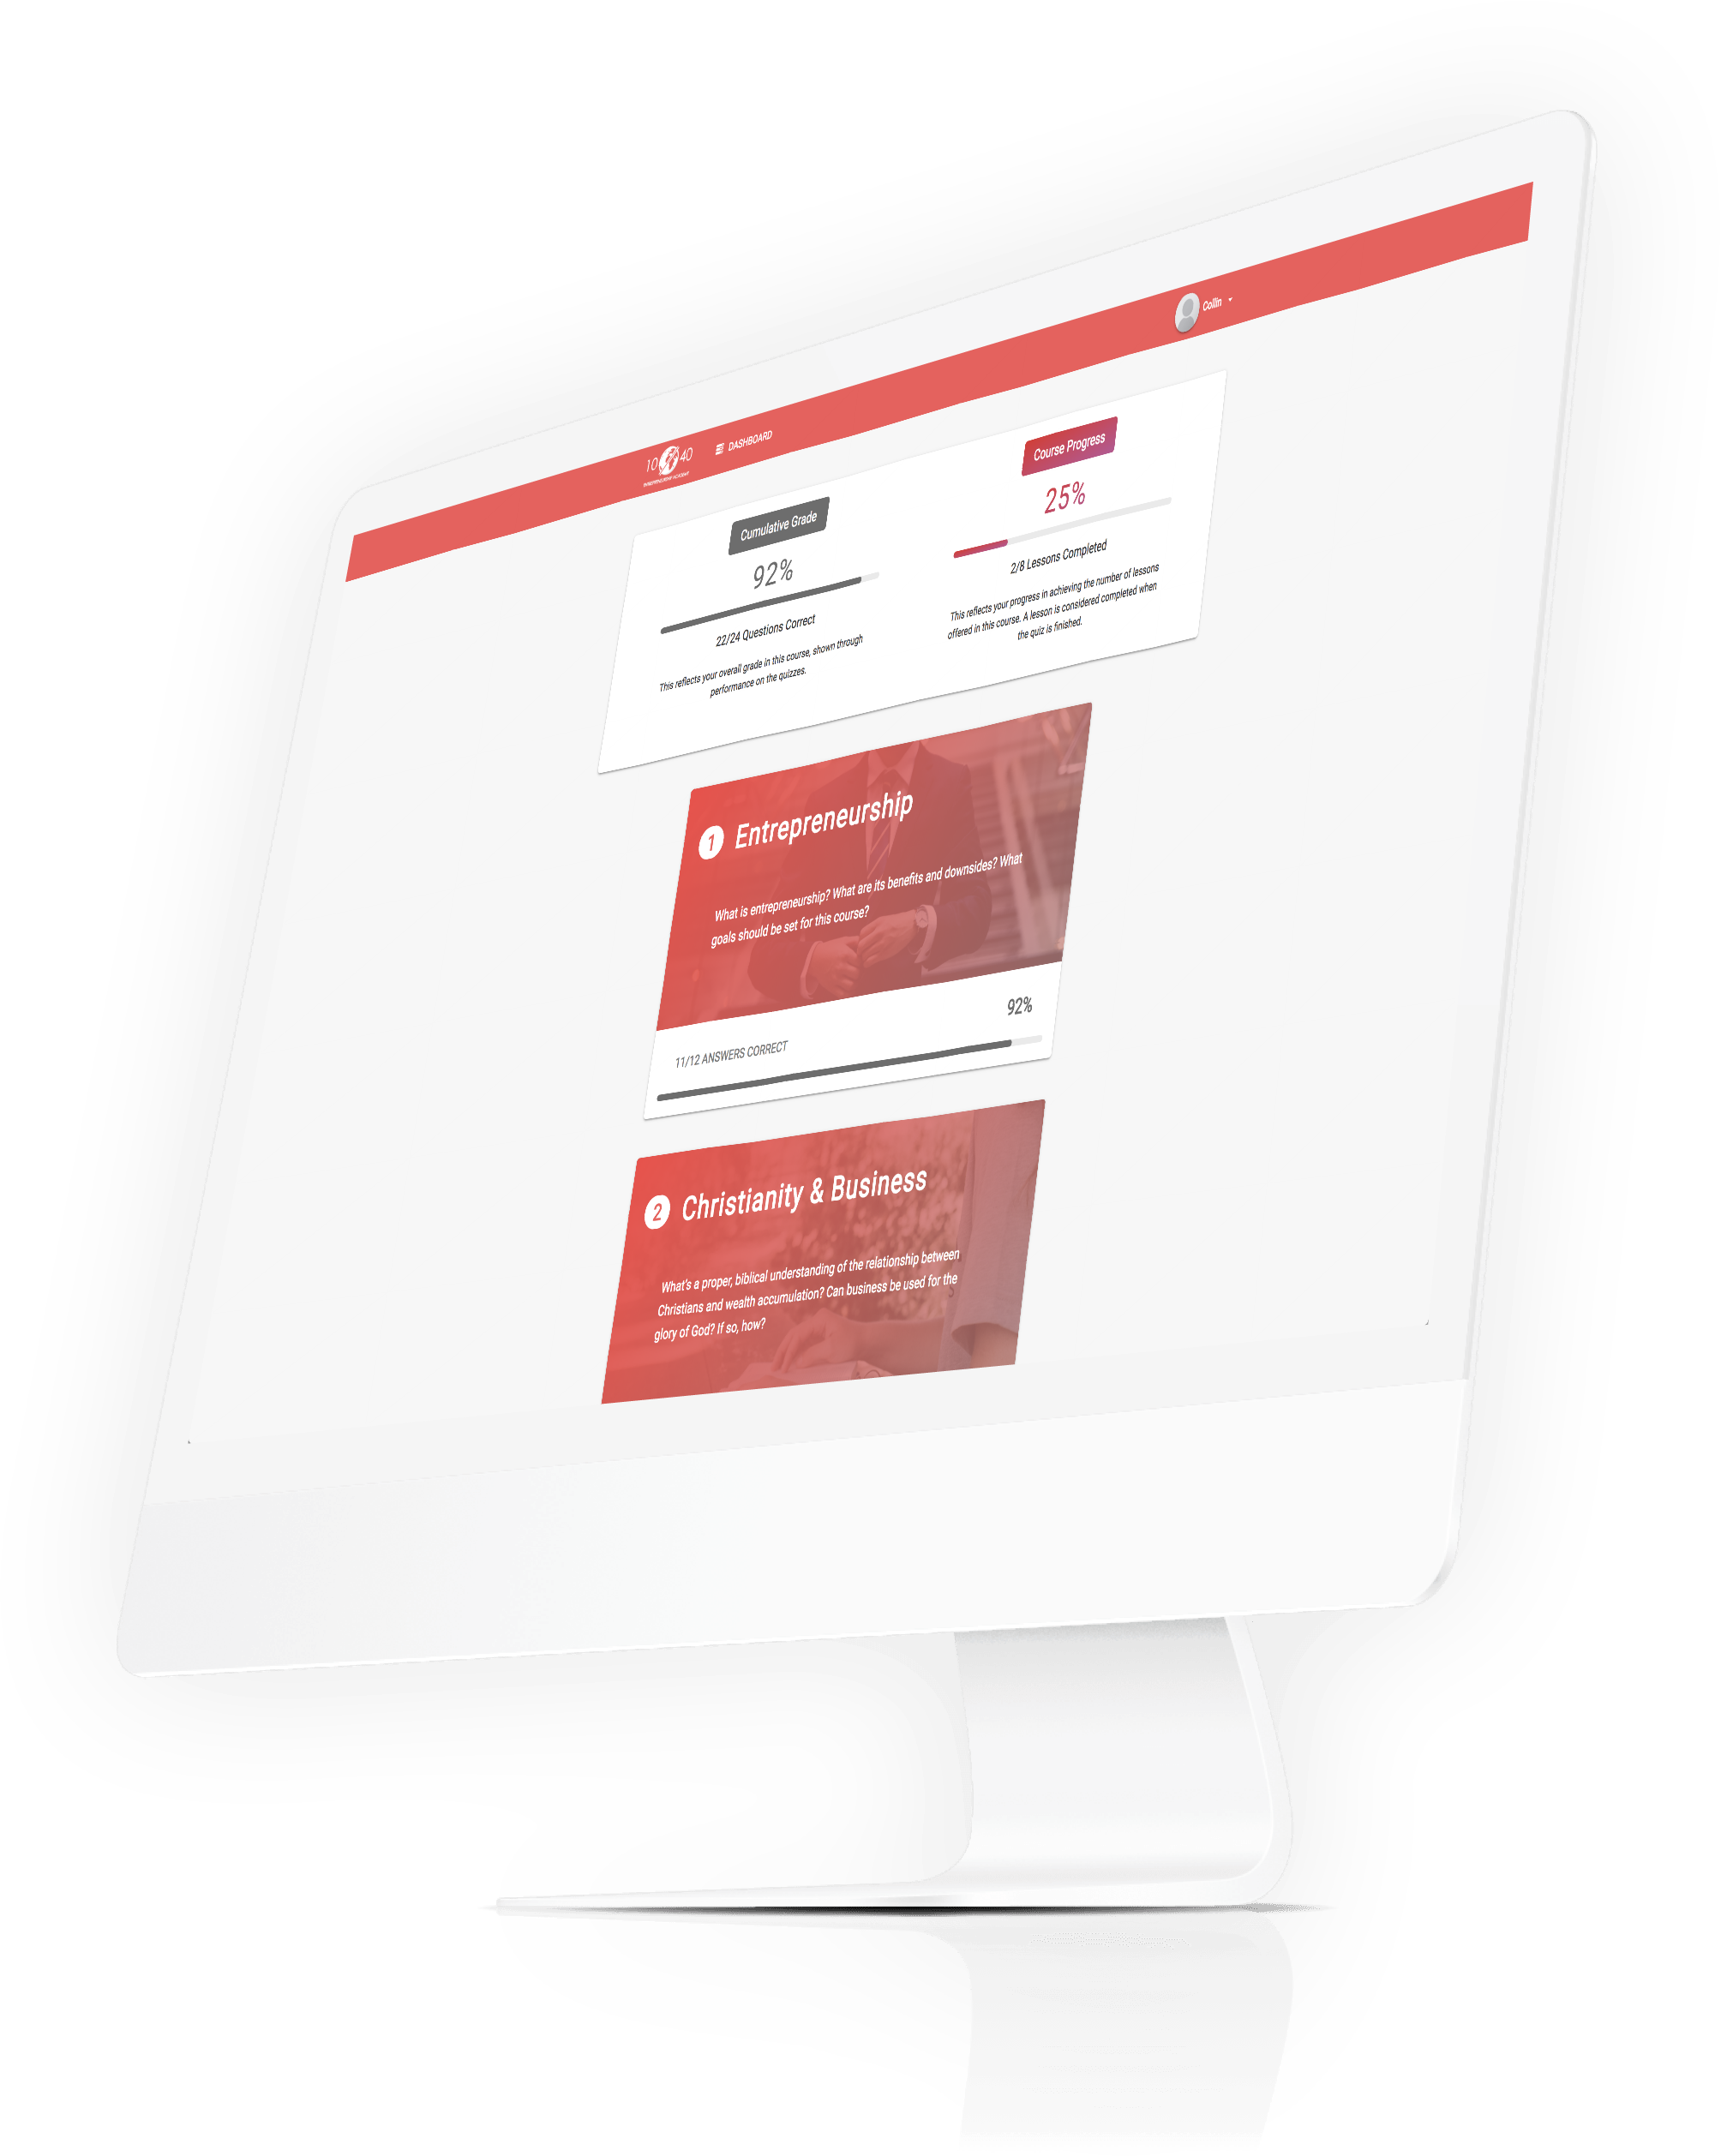 10 40
ENTREPRENEURSHIP ACADEMY
DASHBOARD
Collin
Cumulative Grade
92%
22/24 Questions Correct
This reflects your overall grade in this course, shown through
performance on the quizzes.
Course Progress
25%
2/8 Lessons Completed
This reflects your progress in achieving the number of lessons
offered in this course. A lesson is considered completed when
the quiz is finished.
1 Entrepreneurship
What is entrepreneurship? What are its benefits and downsides? What
goals should be set for this course?
11/12 ANSWERS CORRECT
92%
2 Christianity & Business
What's a proper, biblical understanding of the relationship between
Christians and wealth accumulation? Can business be used for the
glory of God? If so, how?